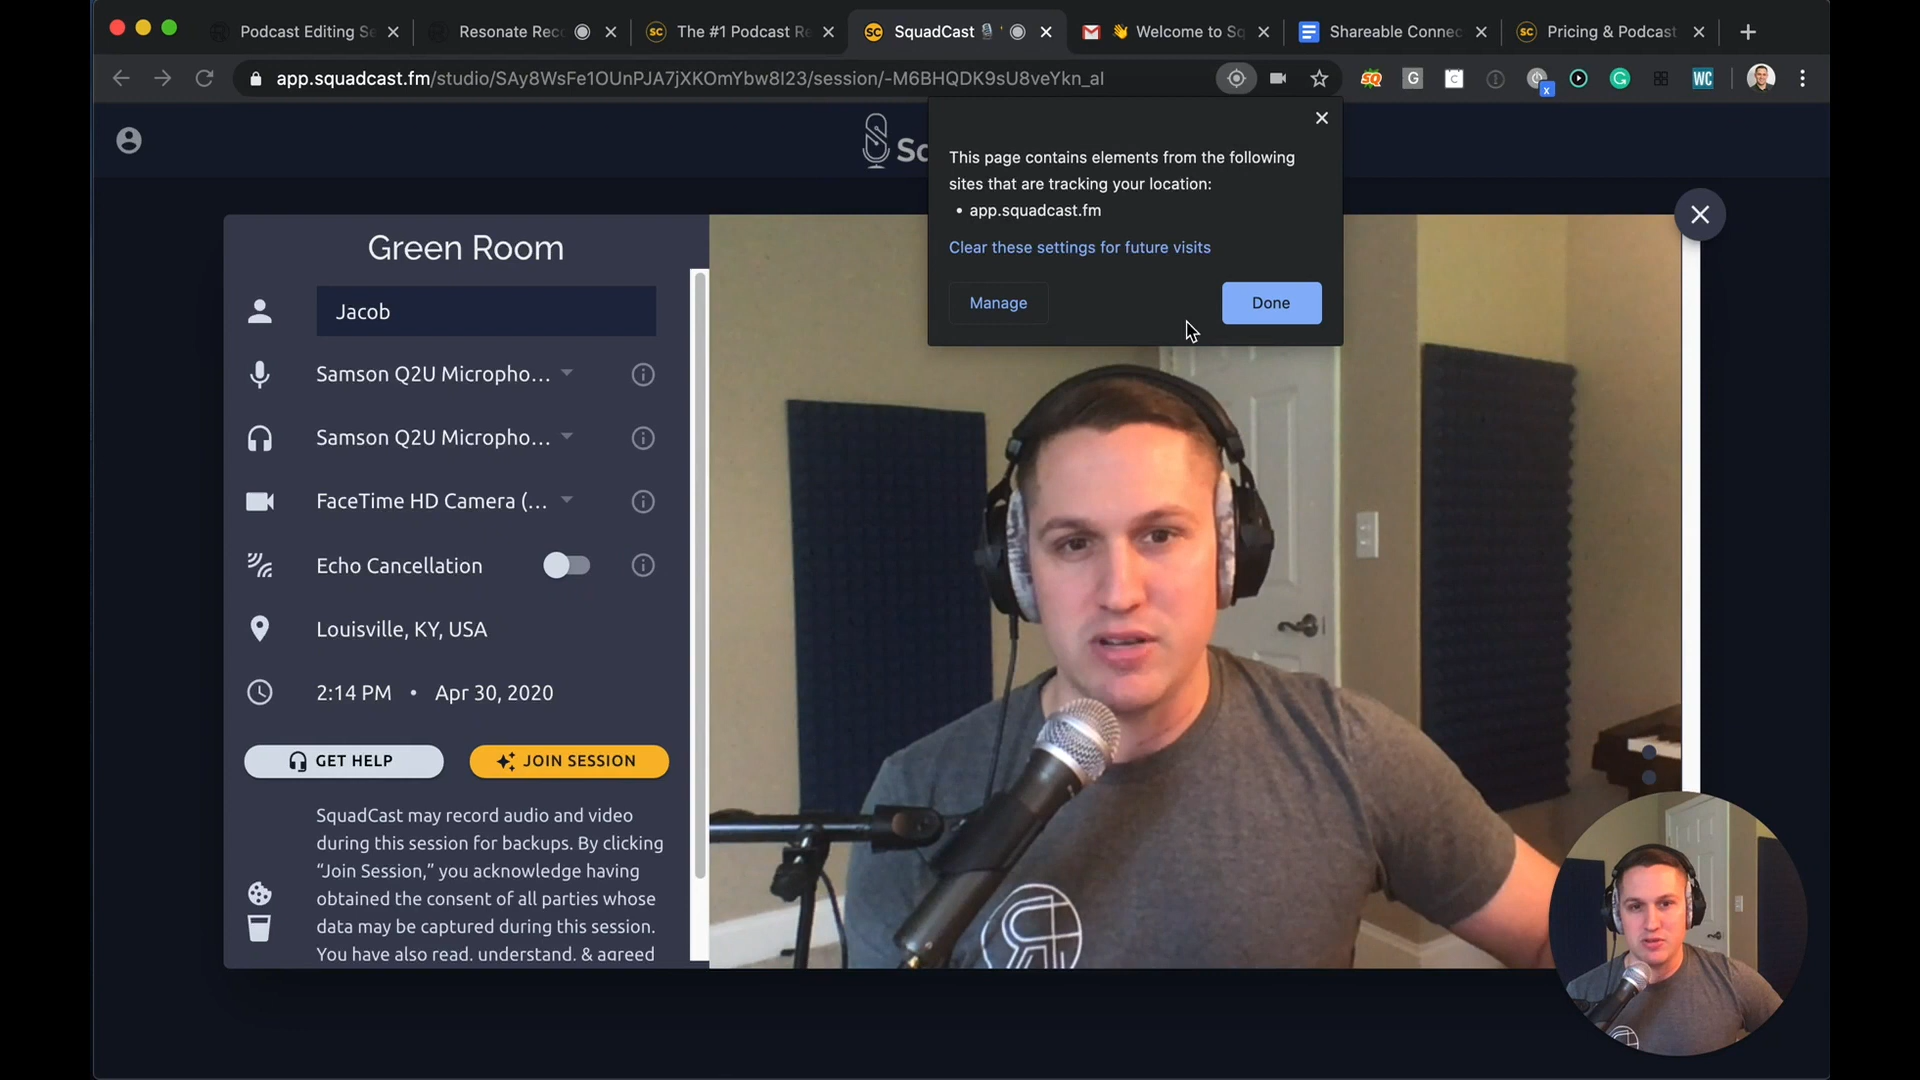 Podcast Editing Se
Resonate Rec
The #1 Podcast Re
SquadCast
Welcome to Sq
Shareable Connec
Pricing & Podcast
app.squadcast.fm/studio/SAy8WsFe1OUnPJA7jXKOmYbw8I23/session/-M6BHQDK9sU8veYkn_al
This page contains elements from the following
sites that are tracking your location:
• app.squadcast.fm
Clear these settings for future visits
Manage
Done
Green Room
Jacob
Samson Q2U Micropho...
Samson Q2U Micropho...
FaceTime HD Camera (...
Echo Cancellation
Louisville, KY, USA
2:14 PM • Apr 30, 2020
GET HELP
JOIN SESSION
SquadCast may record audio and video
during this session for backups. By clicking
“Join Session,” you acknowledge having
obtained the consent of all parties whose
data may be captured during this session.
You have also read, understand, & agreed